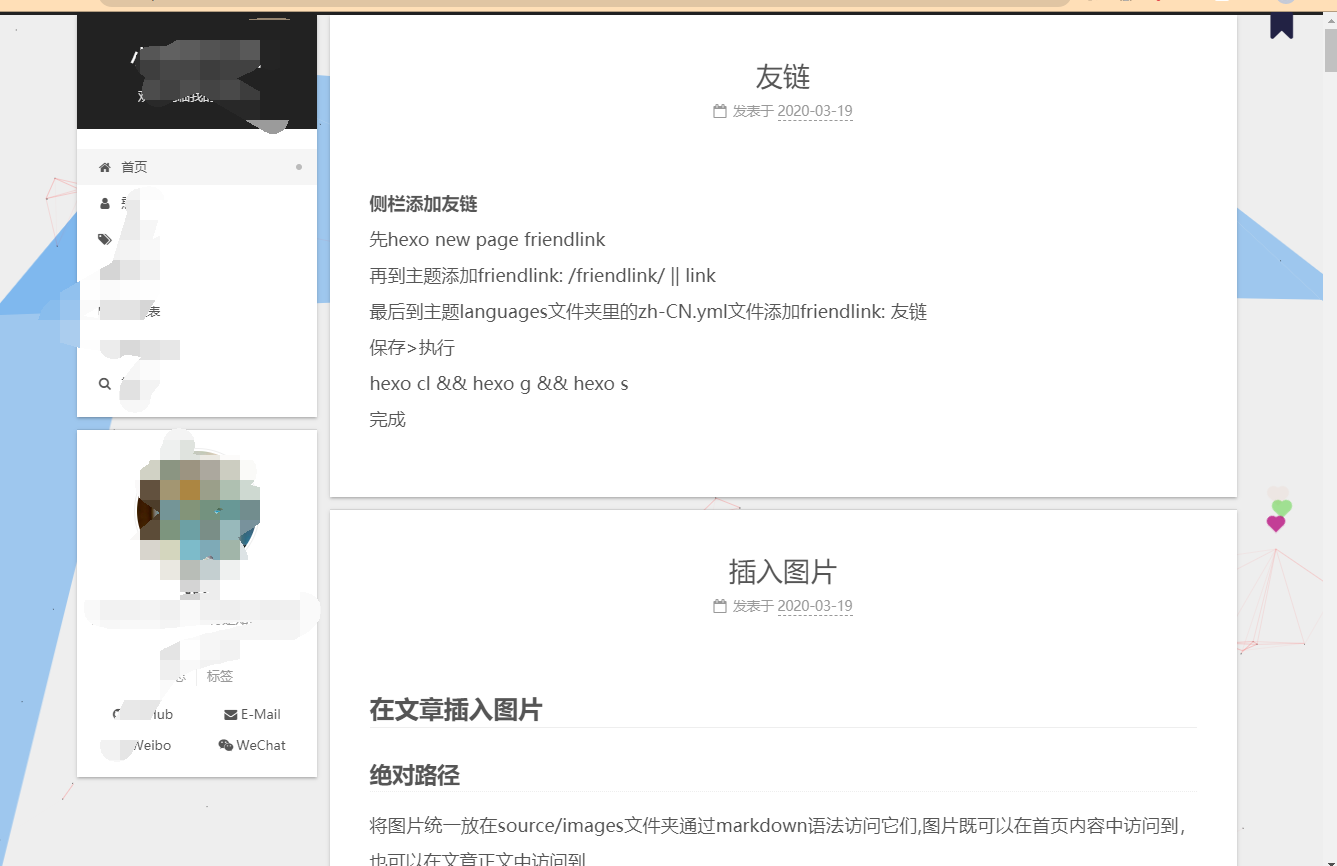 首页
表
标签
E-Mail
Weibo
WeChat
友链
发表于 2020-03-19
侧栏添加友链
先hexo new page friendlink
再到主题添加friendlink: /friendlink/ || link
最后到主题languages文件夹里的zh-CN.yml文件添加friendlink: 友链
保存>执行
hexo cl && hexo g && hexo s
完成
插入图片
发表于 2020-03-19
在文章插入图片
绝对路径
将图片统一放在source/images文件夹通过markdown语法访问它们,图片既可以在首页内容中访问到，
也可以在文章正文中访问到